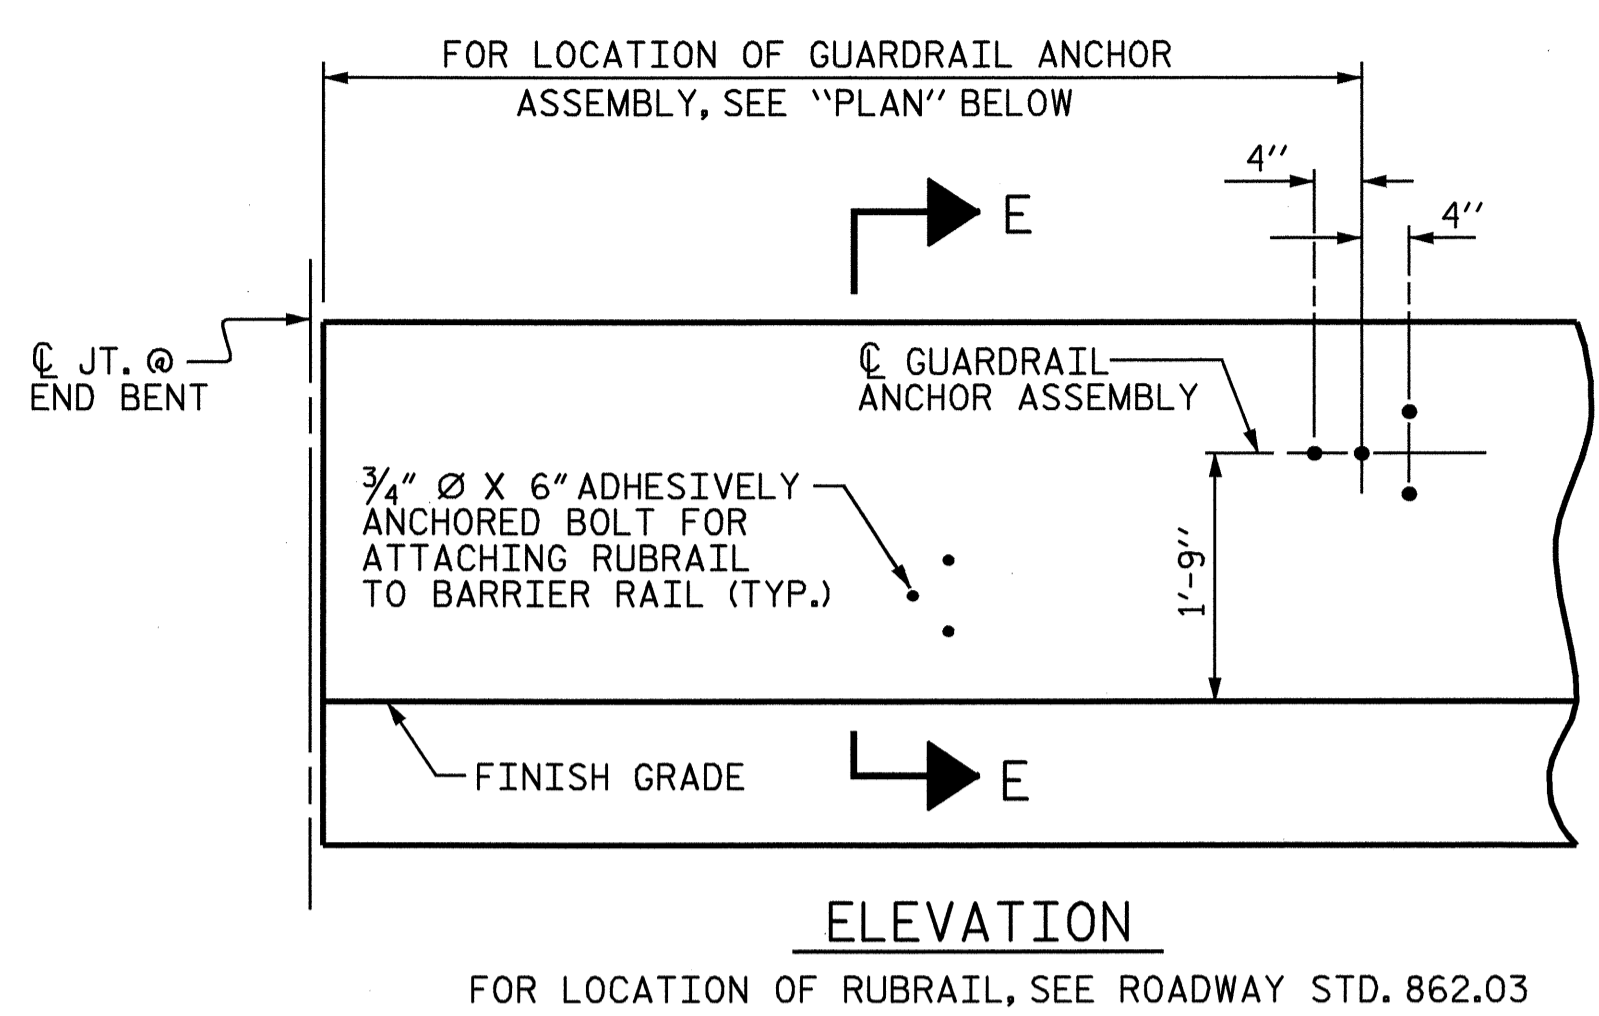 FOR LOCATION OF GUARDRAIL ANCHOR
ASSEMBLY, SEE "PLAN" BELOW
4"
4"
E
℄ JT. @
END BENT
℄ GUARDRAIL
ANCHOR ASSEMBLY
3/4" Ø X 6" ADHESIVELY
ANCHORED BOLT FOR
ATTACHING RUBRAIL
TO BARRIER RAIL (TYP.)
1'-9"
FINISH GRADE
E
ELEVATION
FOR LOCATION OF RUBRAIL, SEE ROADWAY STD. 862.03